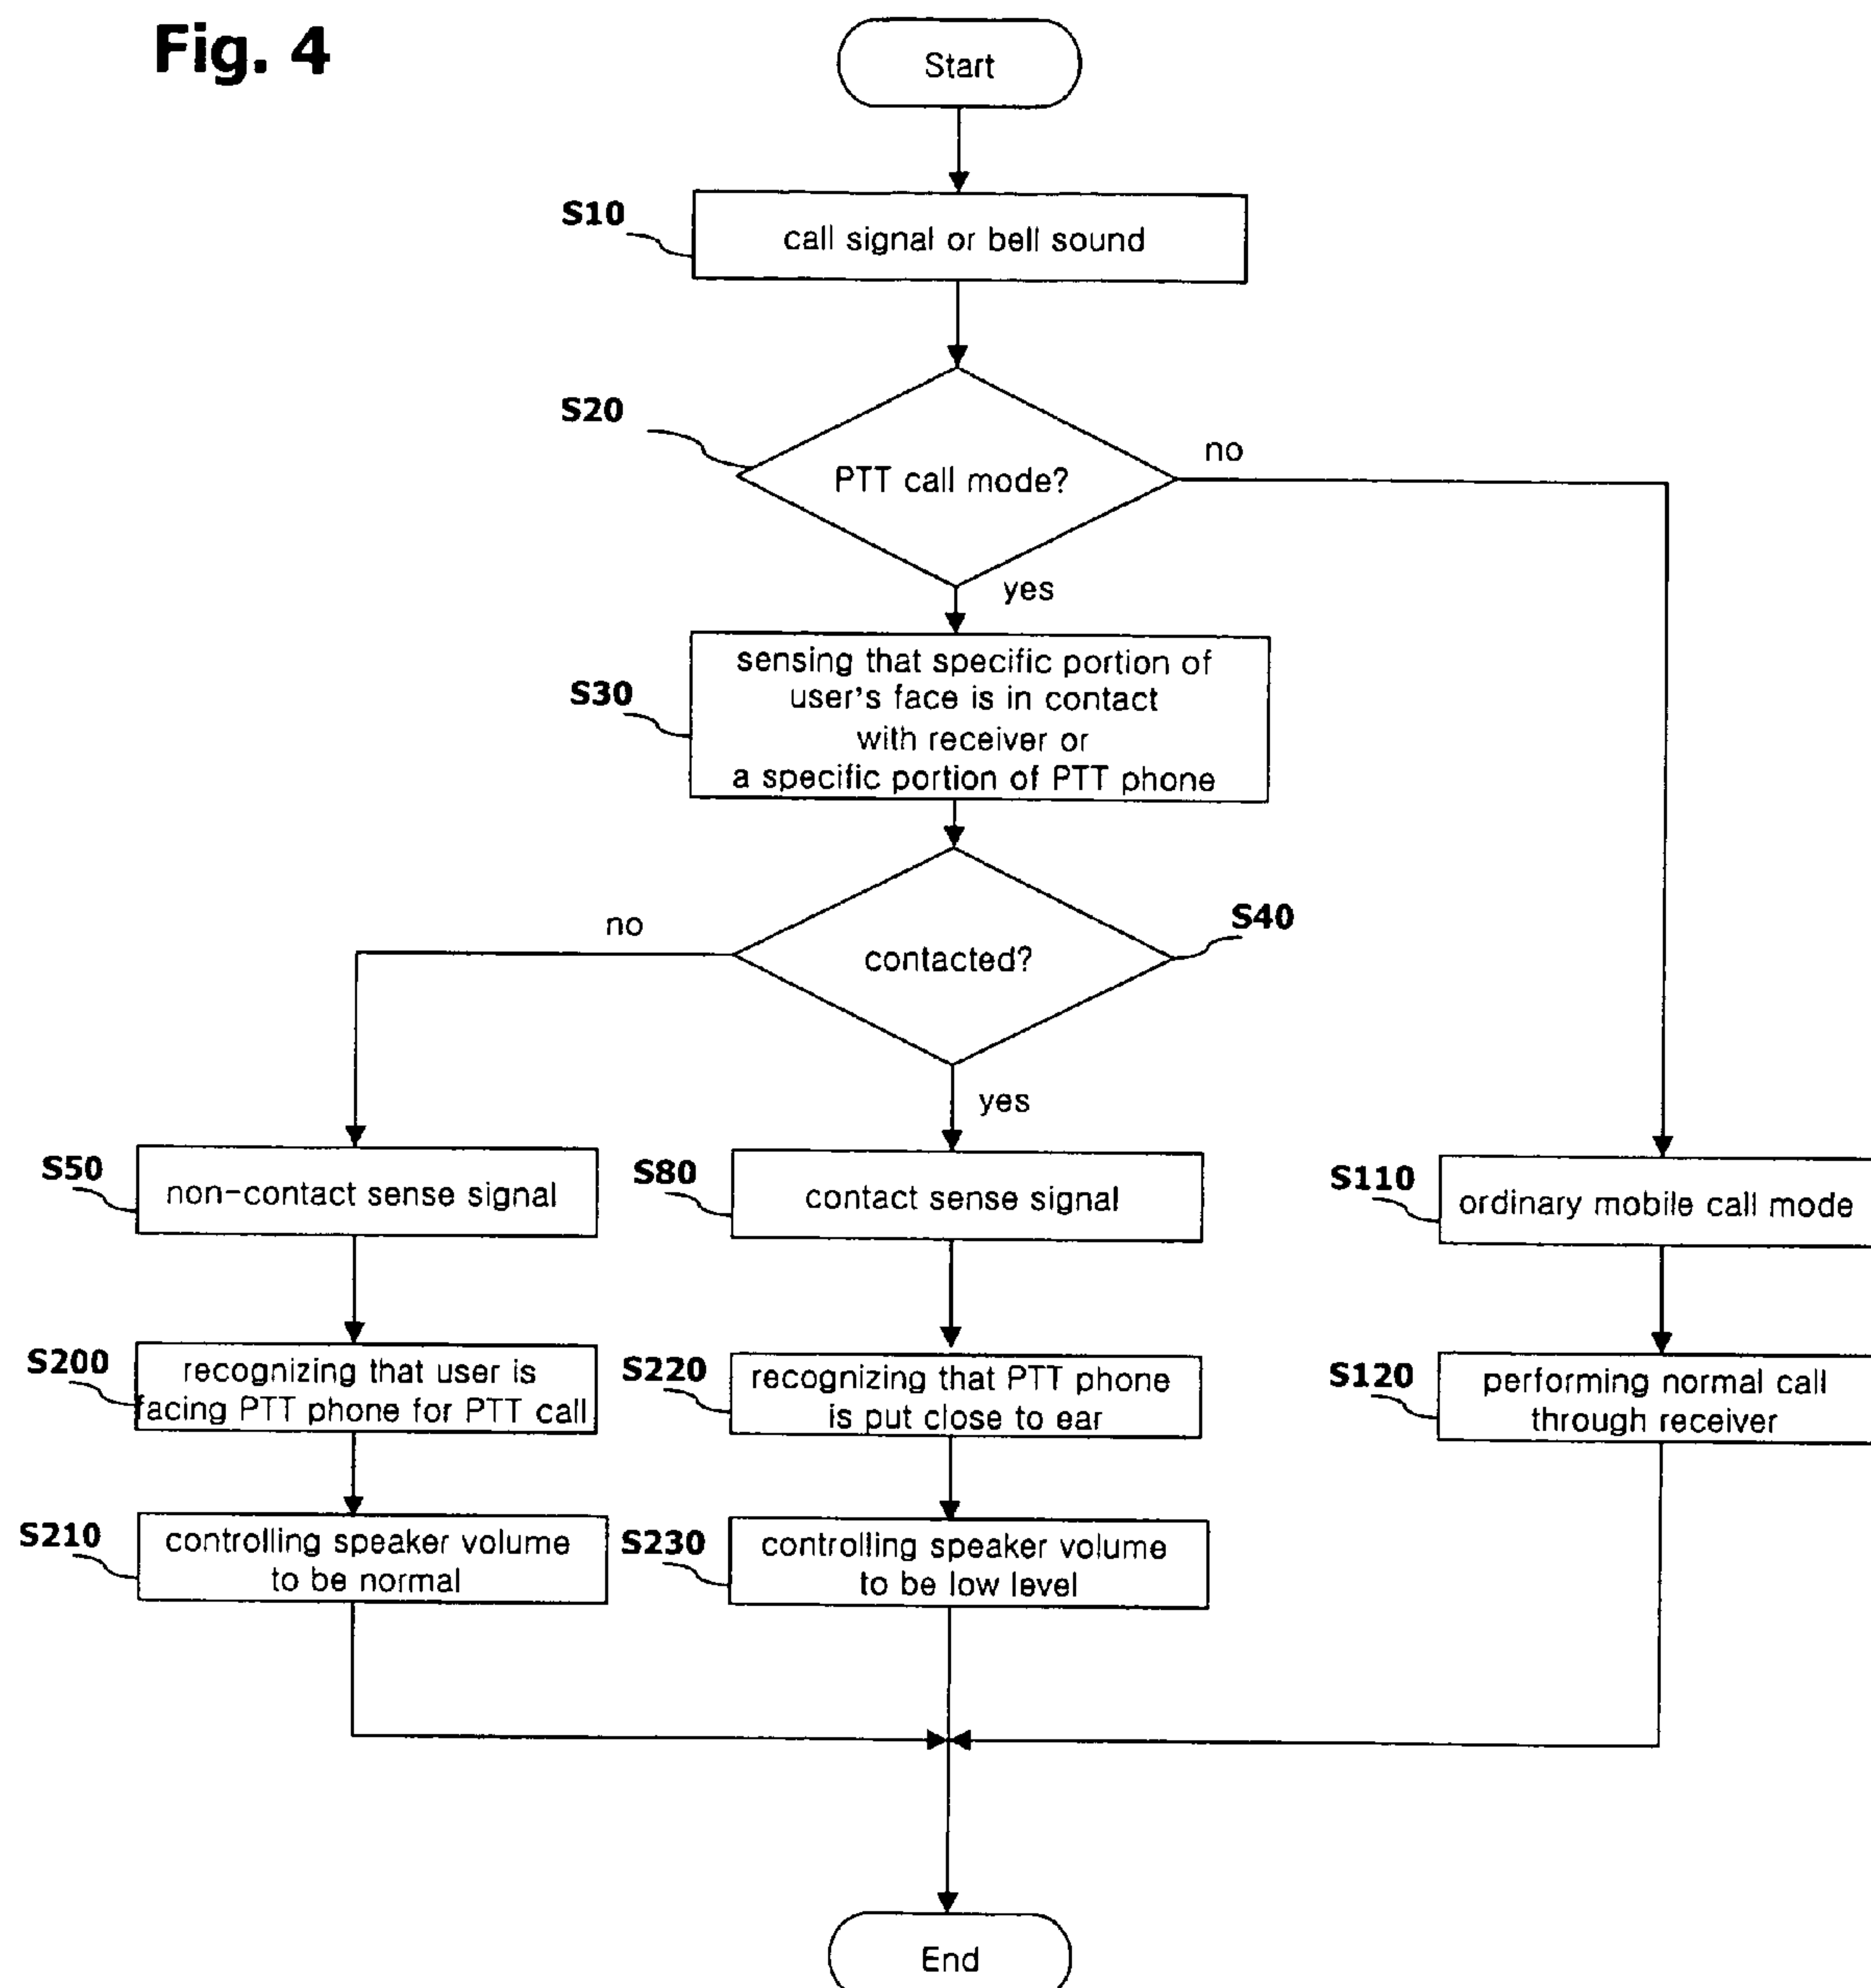 Fig. 4
Start
S10
call signal or bell sound
S20
PTT call mode?
no
yes
S30
sensing that specific portion of
user's face is in contact
with receiver or
a specific portion of PTT phone
no
contacted?
S40
yes
S50
non-contact sense signal
S80
contact sense signal
S110
ordinary mobile call mode
S200
recognizing that user is
facing PTT phone for PTT call
S220
recognizing that PTT phone
is put close to ear
S120
performing normal call
through receiver
S210
controlling speaker volume
to be normal
S230
controlling speaker volume
to be low level
End